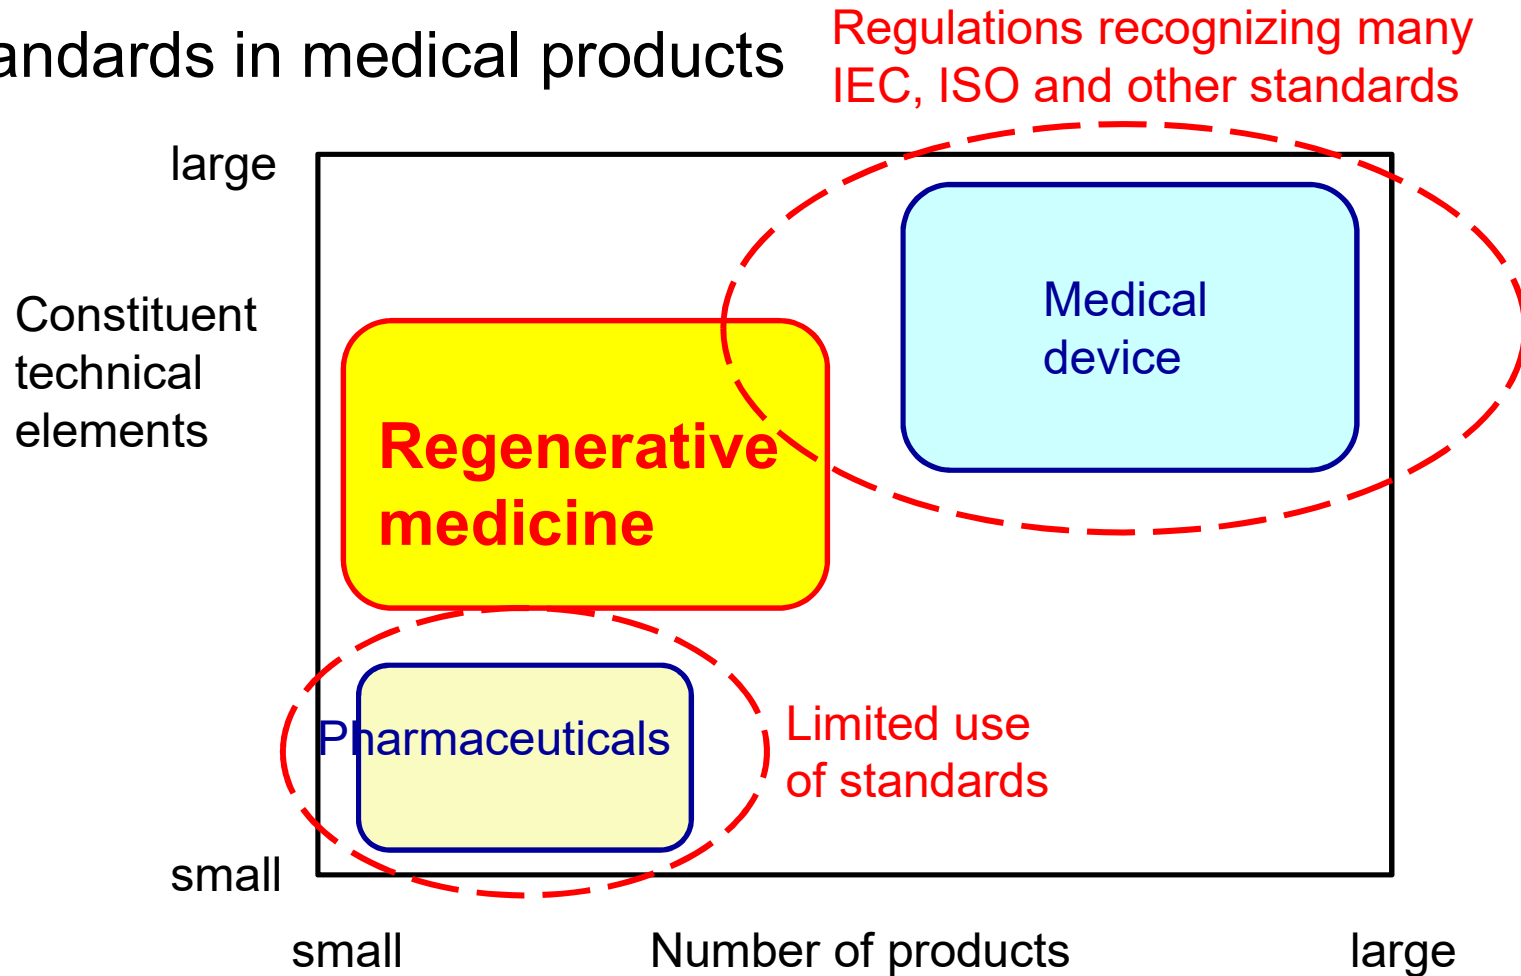 andards in medical products
Regulations recognizing many
IEC, ISO and other standards
large
Constituent
technical
elements
Medical
device
Regenerative
medicine
Pharmaceuticals
Limited use
of standards
small
small
Number of products
large